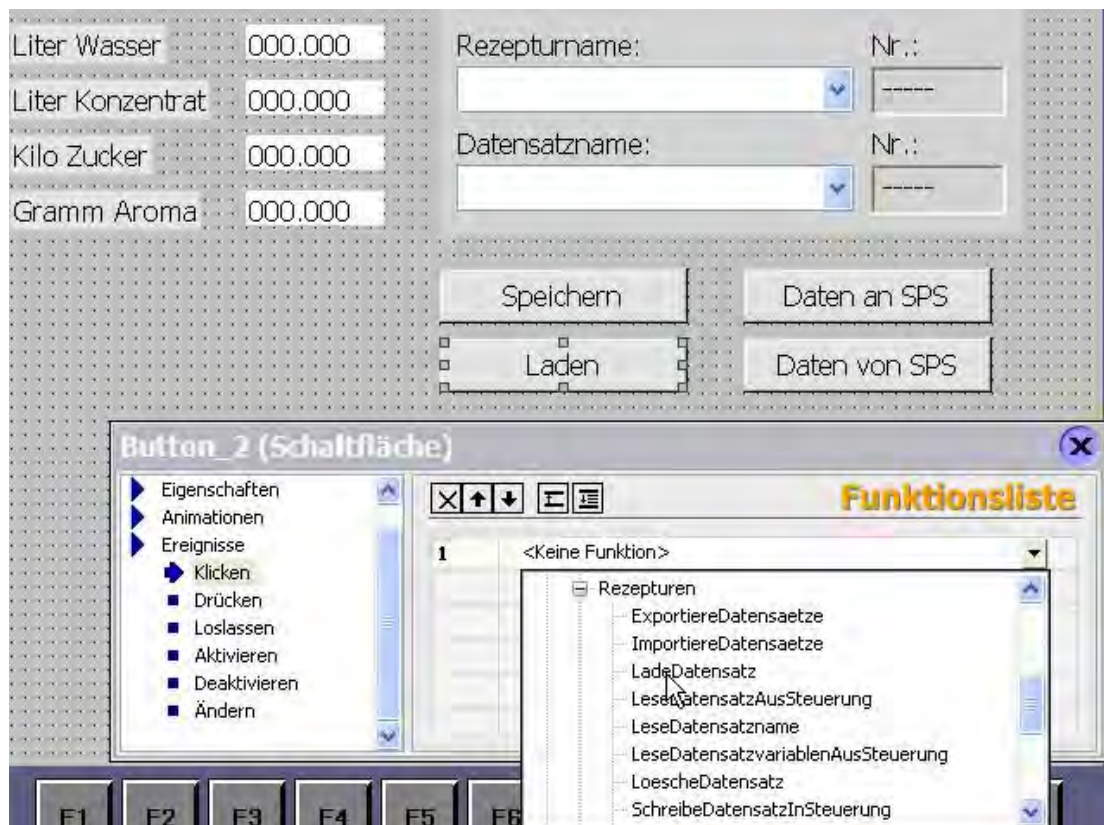 Liter Wasser 000.000
Liter Konzentrat 000.000
Kilo Zucker 000.000
Gramm Aroma 000.000
Rezepturname: Nr.:
-----
Datensatzname: Nr.:
-----
Speichern Daten an SPS
Laden Daten von SPS
Button_2 (Schaltfläche)
Eigenschaften
Animationen
Ereignisse
Klicken
Drücken
Loslassen
Aktivieren
Deaktivieren
Ändern
Funktionsliste
1 <Keine Funktion>
Rezepturen
ExportiereDatensaetze
ImportiereDatensaetze
LadeDatensatz
LeseDatensatzAusSteuerung
LeseDatensatzname
LeseDatensatzvariablenAusSteuerung
LoescheDatensatz
SchreibeDatensatzInSteuerung
F1 F2 F3 F4 F5 F6